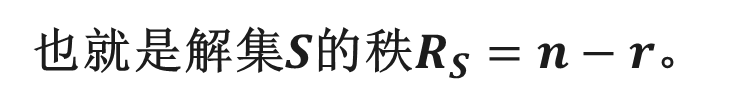 也就是解集S的秩R_S = n − r。